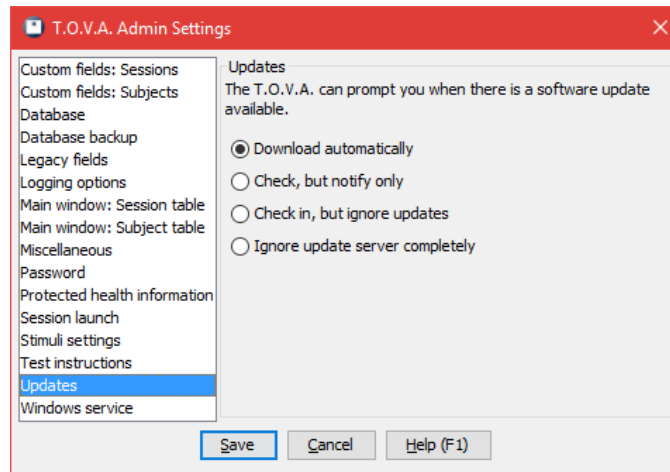 T.O.V.A. Admin Settings
Custom fields: Sessions
Custom fields: Subjects
Database
Database backup
Legacy fields
Logging options
Main window: Session table
Main window: Subject table
Miscellaneous
Password
Protected health information
Session launch
Stimuli settings
Test instructions
Updates
Windows service
Updates
The T.O.V.A. can prompt you when there is a software update
available.
Download automatically
Check, but notify only
Check in, but ignore updates
Ignore update server completely
Save Cancel Help (F1)